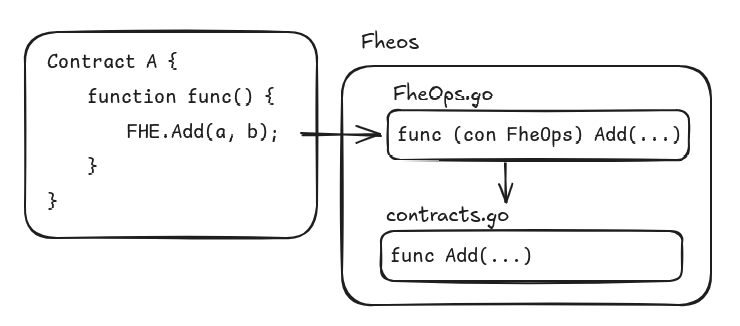 Contract A {
function func() {
FHE.Add(a, b);
}
}
Fheos
FheOps.go
func (con FheOps) Add(...)
contracts.go
func Add(...)